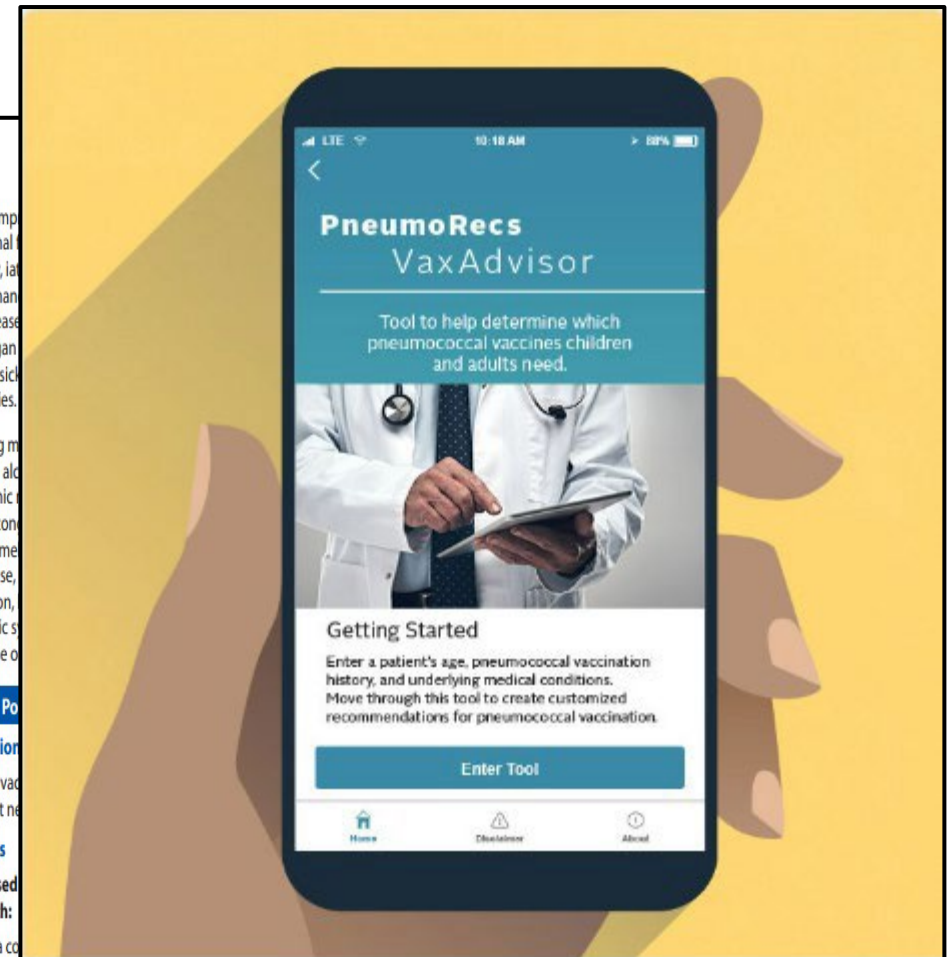 LTE
10:18 AM
88%
PneumoRecs
VaxAdvisor
Tool to help determine which
pneumococcal vaccines children
and adults need.
Getting Started
Enter a patient's age, pneumococcal vaccination
history, and underlying medical conditions.
Move through this tool to create customized
recommendations for pneumococcal vaccination.
Enter Tool
Home
Disclaimer
About